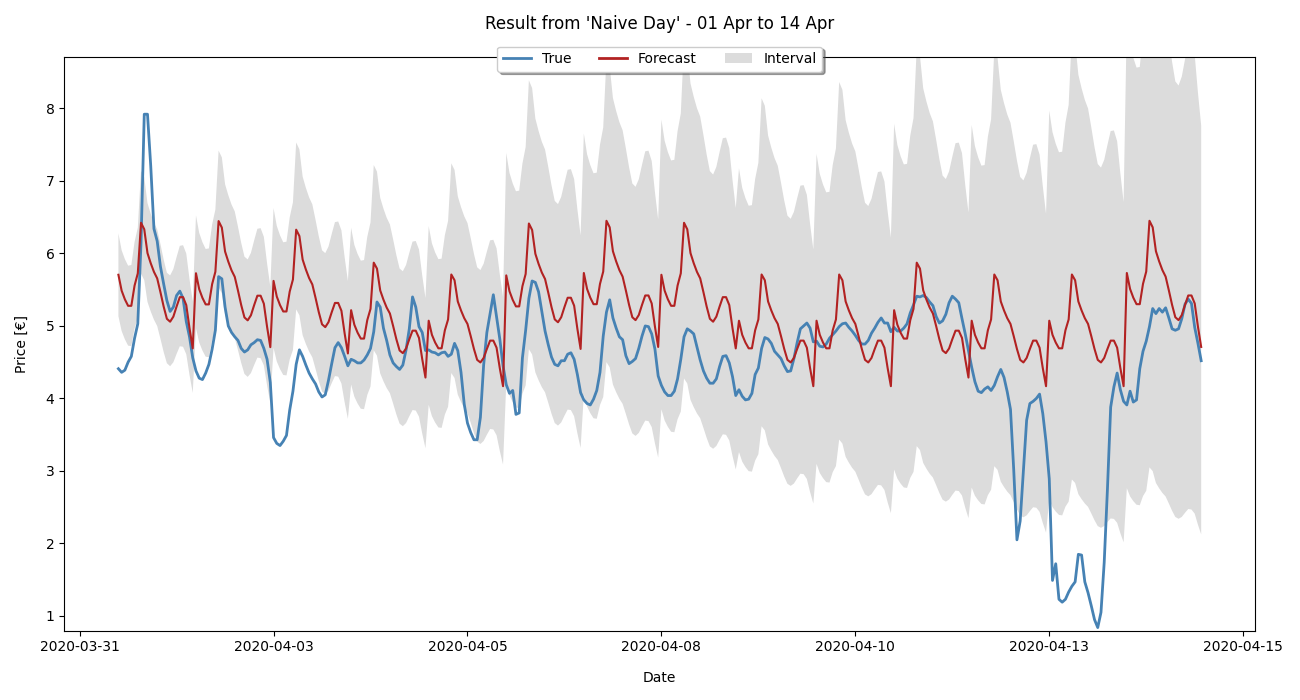 Result from 'Naive Day' - 01 Apr to 14 Apr
True Forecast Interval
Price [€]
8
7
6
5
4
3
2
1
2020-03-31 2020-04-03 2020-04-05 2020-04-08 2020-04-10 2020-04-13 2020-04-15
Date